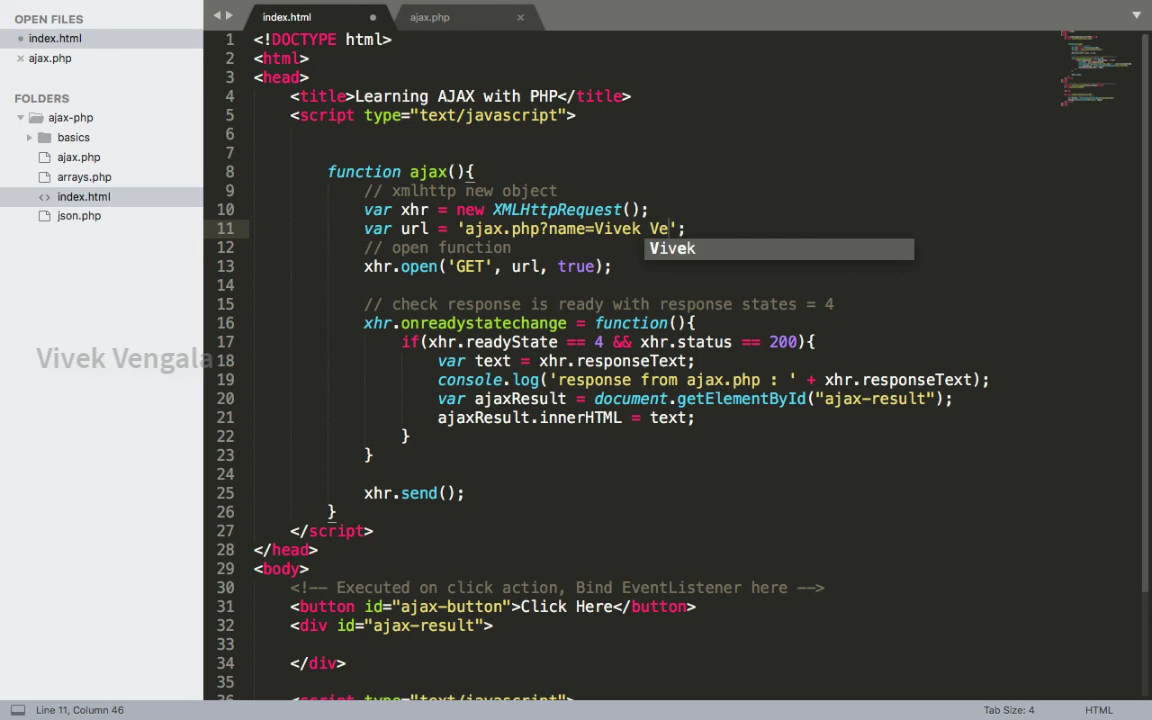 OPEN FILES
index.html
ajax.php
FOLDERS
ajax-php
basics
ajax.php
arrays.php
index.html
json.php
Vivek Vengala
index.html
ajax.php
1 <!DOCTYPE html>
2 <html>
3 <head>
4 <title>Learning AJAX with PHP</title>
5 <script type="text/javascript">
6
7
8 function ajax(){
9 // xmlhttp new object
10 var xhr = new XMLHttpRequest();
11 var url = 'ajax.php?name=Vivek Ve';
Vivek
12 // open function
13 xhr.open('GET', url, true);
14
15 // check response is ready with response states = 4
16 xhr.onreadystatechange = function(){
17 if(xhr.readyState == 4 && xhr.status == 200){
18 var text = xhr.responseText;
19 console.log('response from ajax.php : ' + xhr.responseText);
20 var ajaxResult = document.getElementById("ajax-result");
21 ajaxResult.innerHTML = text;
22 }
23 }
24
25 xhr.send();
26 }
27 </script>
28 </head>
29 <body>
30 <!-- Executed on click action, Bind EventListener here -->
31 <button id="ajax-button">Click Here</button>
32 <div id="ajax-result">
33
34 </div>
35
36 <script type="text/javascript">
Line 11, Column 46
Tab Size: 4
HTML